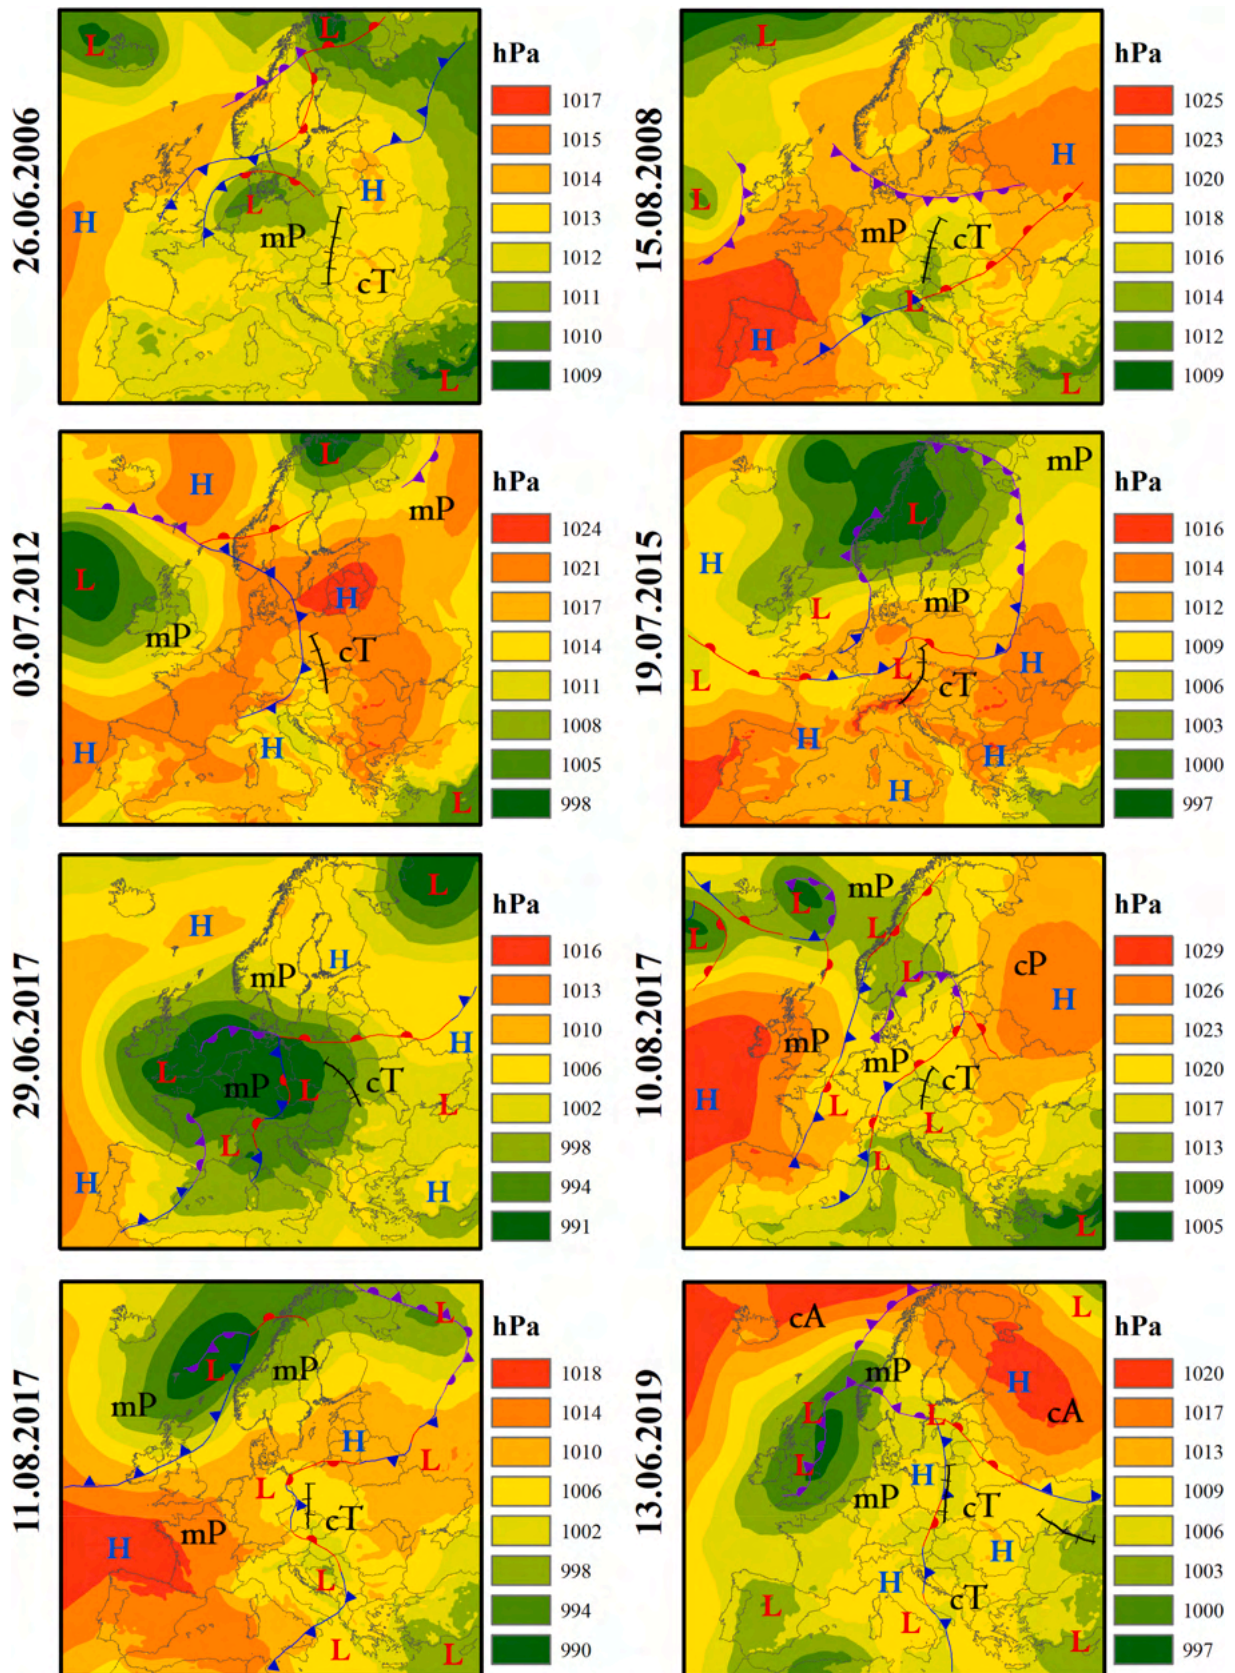 26.06.2006
L
L
H
H
L
mP
cT
L
hPa
1017
1015
1014
1013
1012
1011
1010
1009
15.08.2008
L
H
mP
cT
L
H
L
hPa
1025
1023
1020
1018
1016
1014
1012
1009
03.07.2012
L
H
mP
L
H
mP
cT
H
H
L
hPa
1024
1021
1017
1014
1011
1008
1005
998
19.07.2015
mP
L
H
L
mP
L
L
H
cT
H
H
H
hPa
1016
1014
1012
1009
1006
1003
1000
997
29.06.2017
L
H
mP
H
H
L
mP
L
cT
L
L
H
H
hPa
1016
1013
1010
1006
1002
998
994
991
10.08.2017
L
mP
L
L
L
cP
H
mP
mP
H
L
cT
L
L
L
hPa
1029
1026
1023
1020
1017
1013
1009
1005
11.08.2017
L
L
mP
mP
H
L
L
cT
mP
H
L
L
L
hPa
1018
1014
1010
1006
1002
998
994
990
13.06.2019
cA
L
mP
H
L
L
cA
L
H
mP
cT
H
H
cT
L
L
L
hPa
1020
1017
1013
1009
1006
1003
1000
997